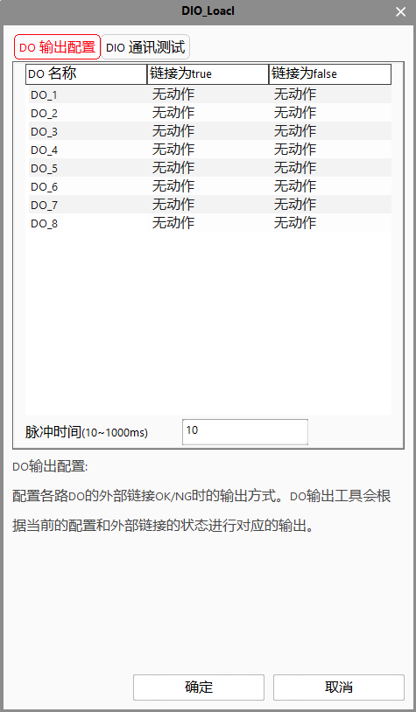 DIO_Loacl
DO 输出配置 DIO 通讯测试
DO 名称 链接为true 链接为false
DO_1 无动作 无动作
DO_2 无动作 无动作
DO_3 无动作 无动作
DO_4 无动作 无动作
DO_5 无动作 无动作
DO_6 无动作 无动作
DO_7 无动作 无动作
DO_8 无动作 无动作
脉冲时间(10~1000ms) 10
DO输出配置:
配置各路DO的外部链接OK/NG时的输出方式。DO输出工具会根
据当前的配置和外部链接的状态进行对应的输出。
确定 取消